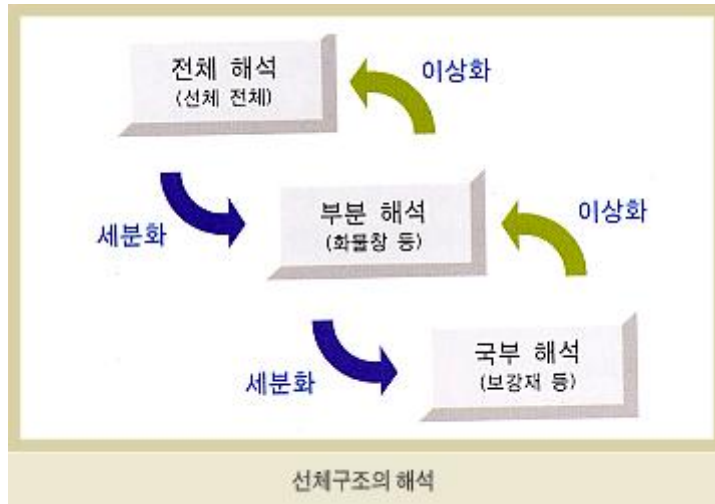 전체 해석
(선체 전체)
이상화
세분화
부분 해석
(화물창 등)
이상화
세분화
국부 해석
(보강재 등)
선체구조의 해석